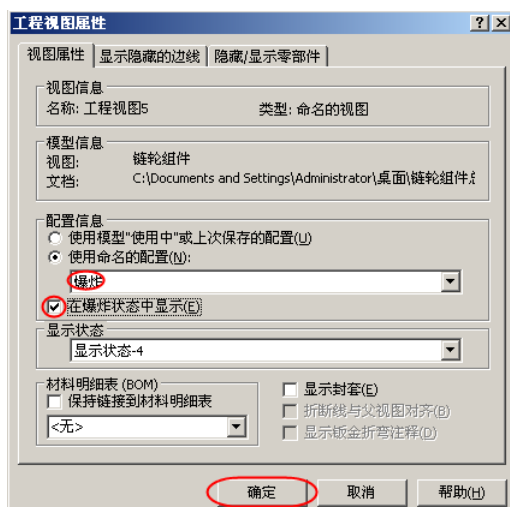 工程视图属性
视图属性 显示隐藏的边线 隐藏/显示零部件
视图信息
名称: 工程视图5 类型: 命名的视图
模型信息
视图: 链轮组件
文档: C:\Documents and Settings\Administrator\桌面\链轮组件
配置信息
使用模型"使用中"或上次保存的配置(U)
使用命名的配置(N):
爆炸
在爆炸状态中显示(E)
显示状态
显示状态-4
材料明细表 (BOM)
保持链接到材料明细表
<无>
显示封套(E)
折断线与父视图对齐(B)
显示钣金折弯注释(D)
确定 取消 帮助(H)